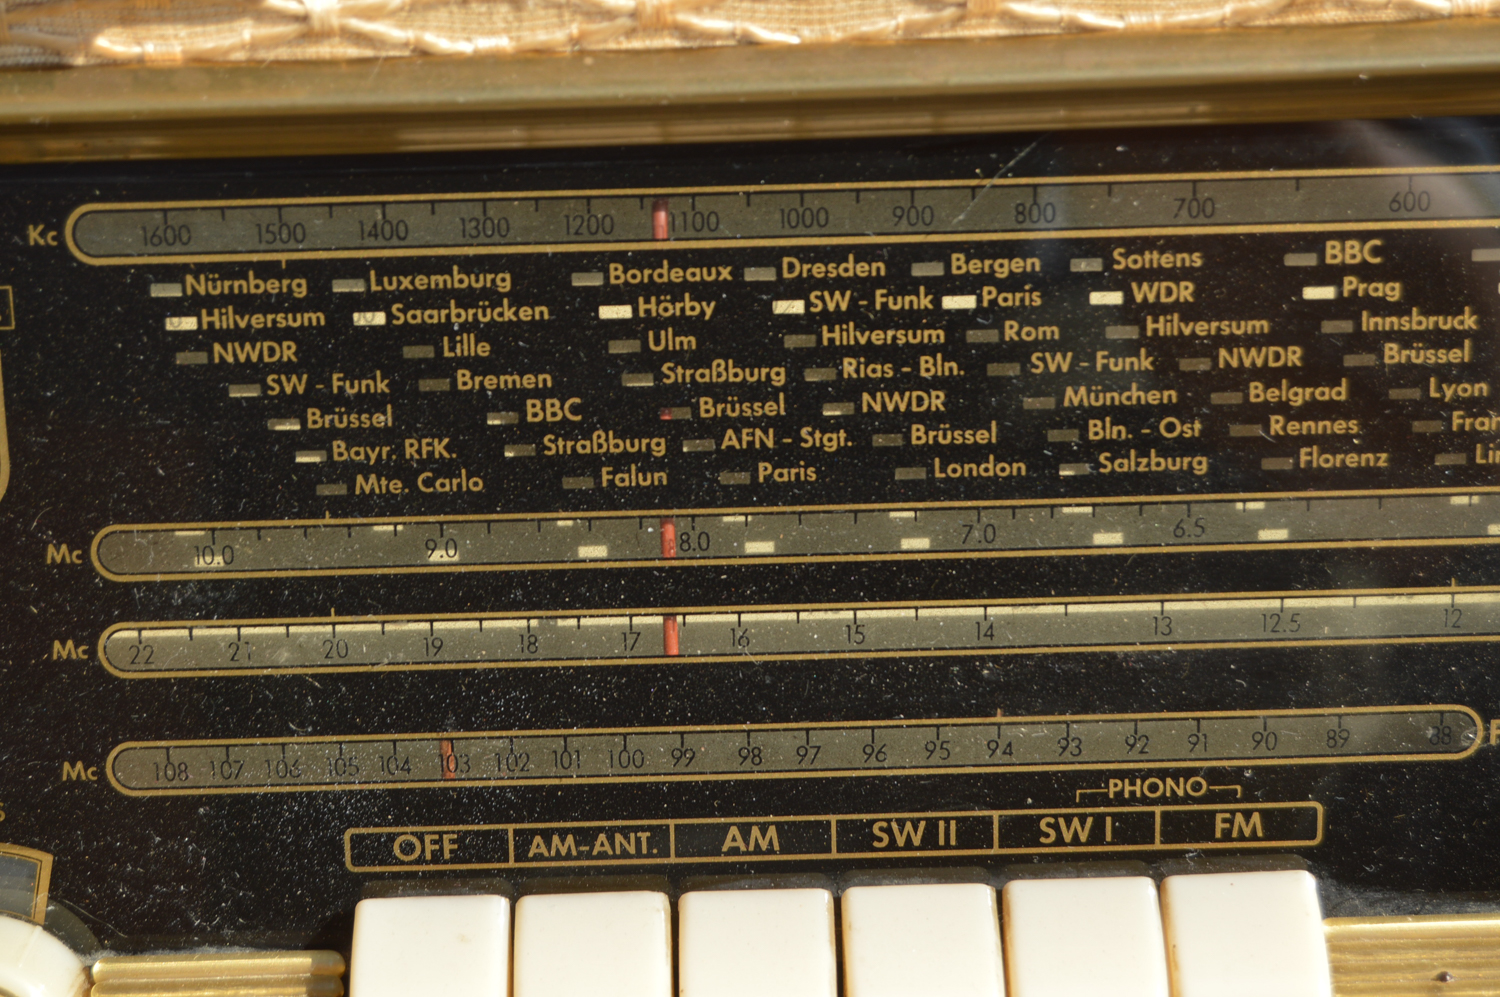 Kc 1600 1500 1400 1300 1200 1100 1000 900 800 700 600
Nürnberg Luxemburg Bordeaux Dresden Bergen Sottens BBC
Hilversum Saarbrücken Hörby SW - Funk Paris WDR Prag
NWDR Lille Ulm Hilversum Rom Hilversum Innsbruck
SW - Funk Bremen Straßburg Rias - Bln. SW - Funk NWDR Brüssel
Brüssel BBC Brüssel NWDR München Belgrad Lyon
Bayr. RFK. Straßburg AFN - Stgt. Brüssel Bln. - Ost Rennes
Mte. Carlo Falun Paris London Salzburg Florenz
Mc 10.0 9.0 8.0 7.0 6.5
Mc 22 21 20 19 18 17 16 15 14 13 12.5 12
Mc 108 107 106 105 104 103 102 101 100 99 98 97 96 95 94 93 92 91 90 89 88
PHONO
OFF AM-ANT. AM SW II SW I FM